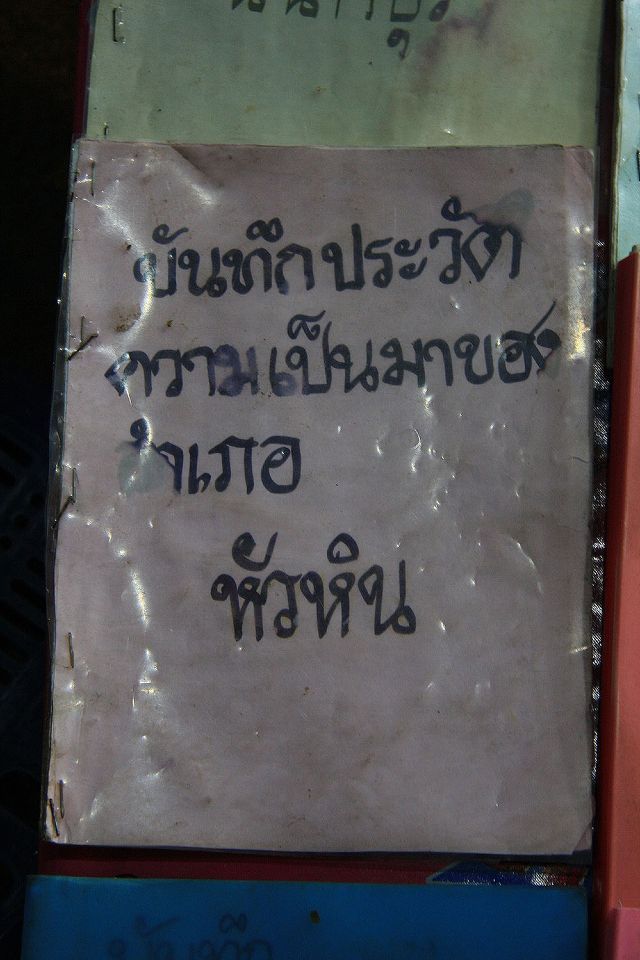 บันทึกประวัติ
ความเป็นมาของ
อำเภอ
หัวหิน